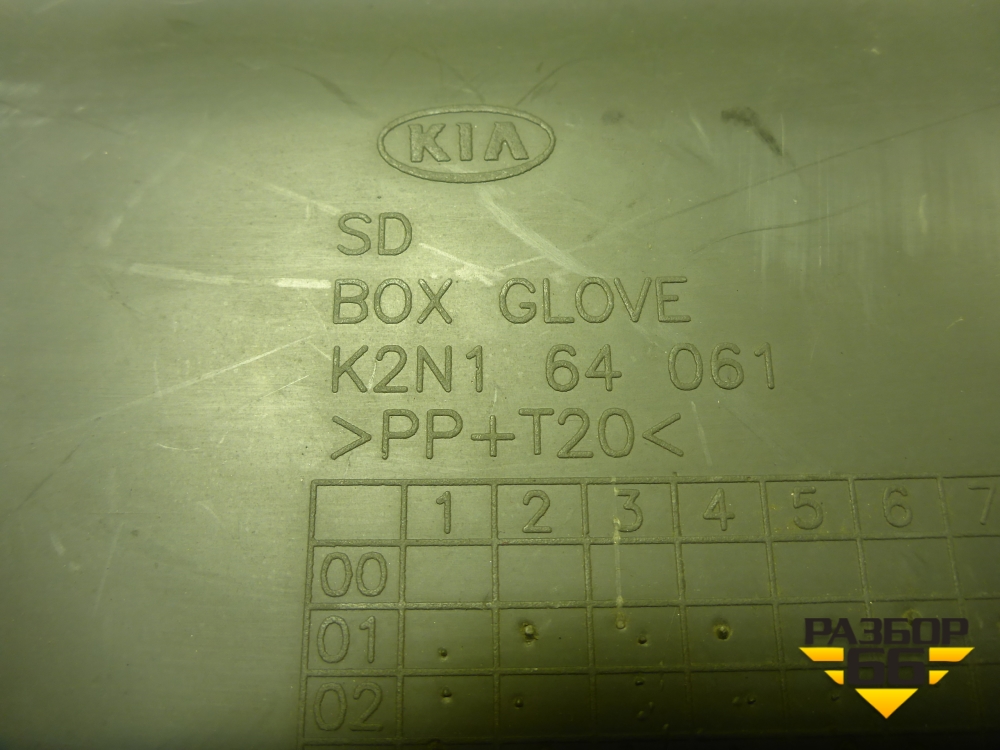 KIA
SD
BOX GLOVE
K2N1 64 061
>PP+T20<
1 2 3 4 5 6 7
00
01
02
РАЗБОР
66